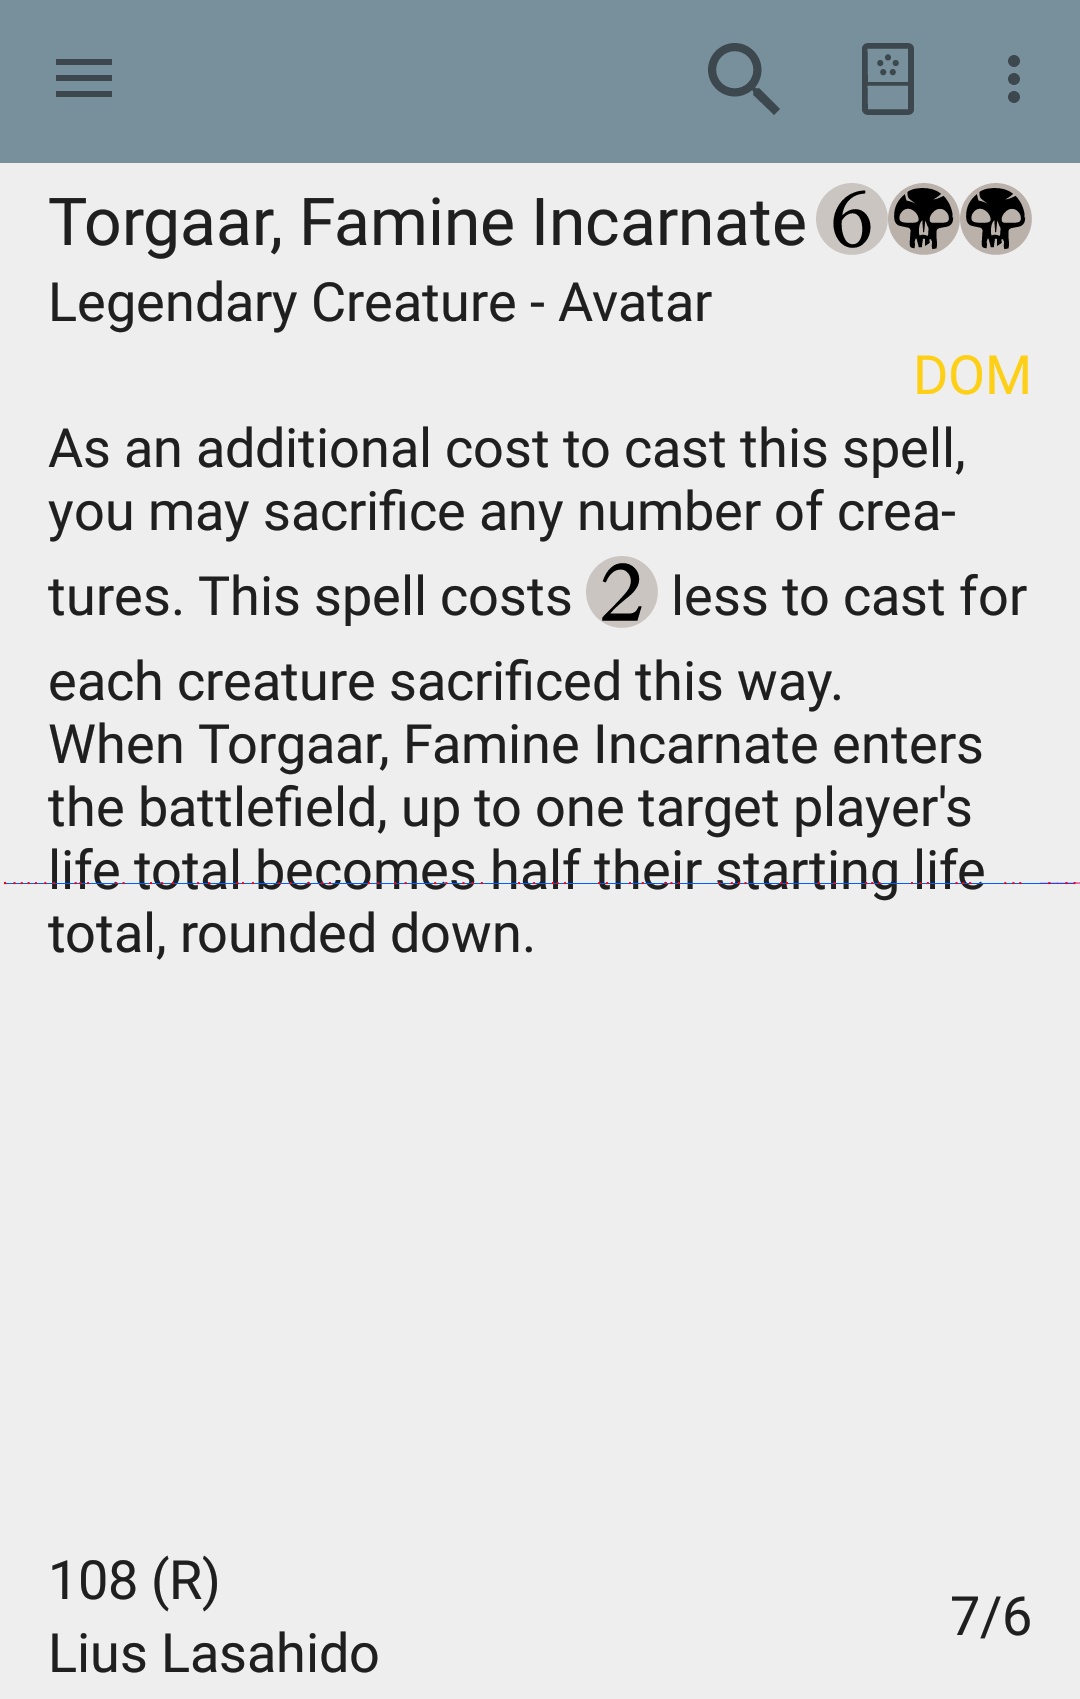 Torgaar, Famine Incarnate 6
Legendary Creature - Avatar
DOM
As an additional cost to cast this spell,
you may sacrifice any number of crea-
tures. This spell costs 2 less to cast for
each creature sacrificed this way.
When Torgaar, Famine Incarnate enters
the battlefield, up to one target player's
life total becomes half their starting life
total, rounded down.
108 (R)
7/6
Lius Lasahido